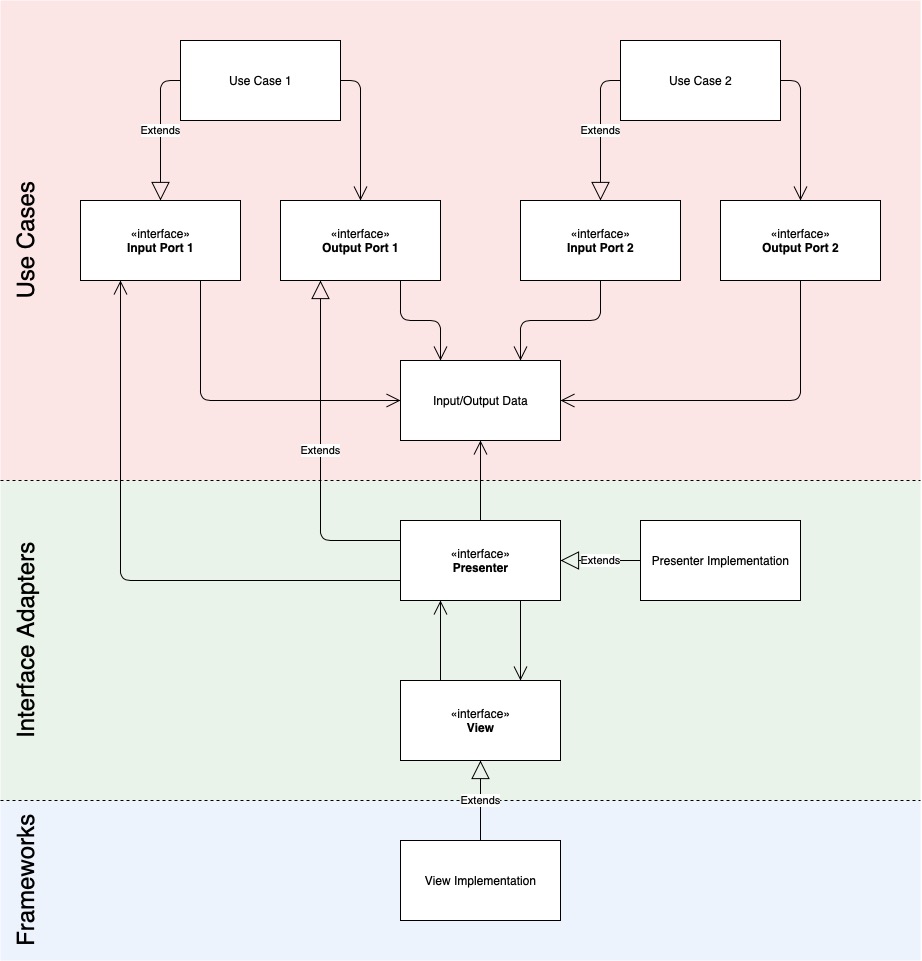 Use Cases
Use Case 1
Use Case 2
Extends
Extends
«interface»
Input Port 1
«interface»
Output Port 1
«interface»
Input Port 2
«interface»
Output Port 2
Input/Output Data
Extends
Interface Adapters
«interface»
Presenter
Extends
Presenter Implementation
«interface»
View
Extends
Frameworks
View Implementation